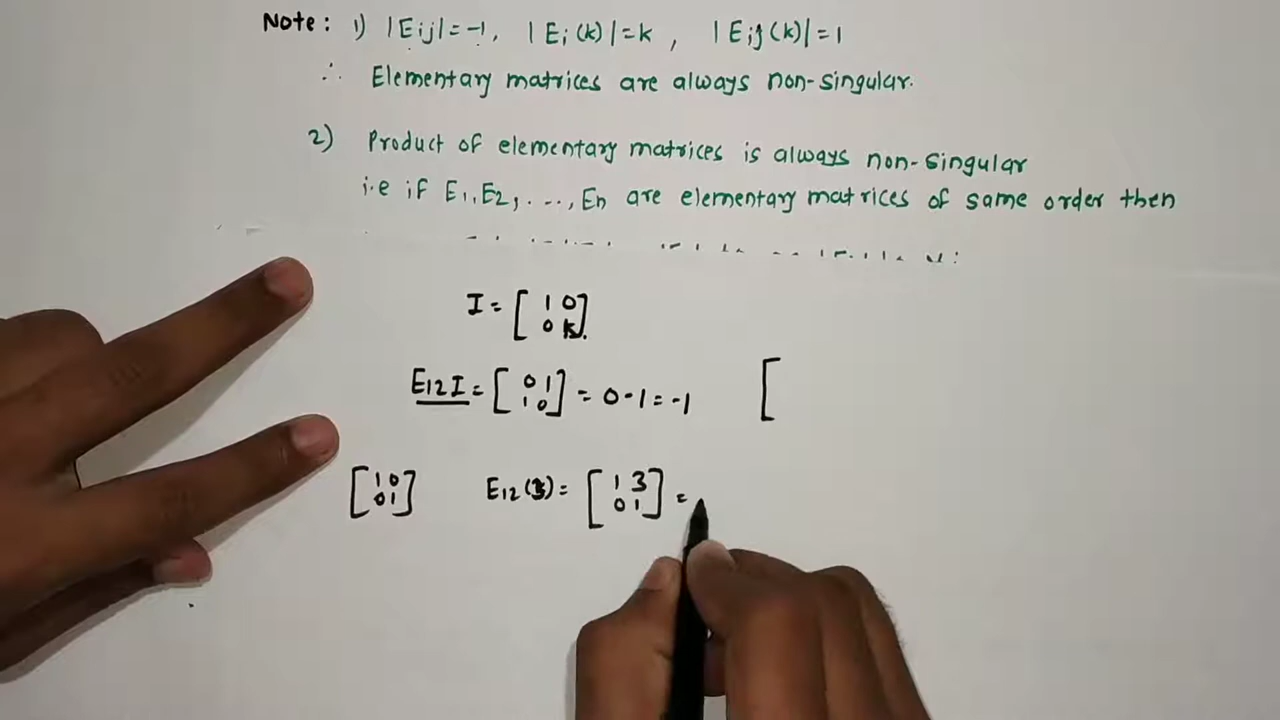 Note: 1) |Eij|=-1, |Ei(k)|=k, |Eij(k)|=1
∴ Elementary matrices are always non-singular.
2) Product of elementary matrices is always non-singular
i.e if E1,E2,...,En are elementary matrices of same order then
I = [ 1 0
0 k ].
E12I = [ 0 1
1 0 ] = 0-1=-1 [
[ 1 0
0 1 ] E12(3)= [ 1 3
0 1 ] =